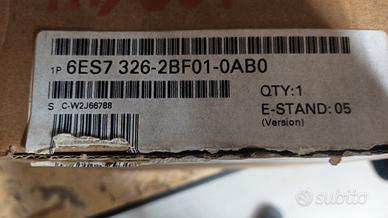 1P 6ES7 326-2BF01-0AB0
QTY:1
S C-W2J66788
E-STAND: 05
(Version)
subito